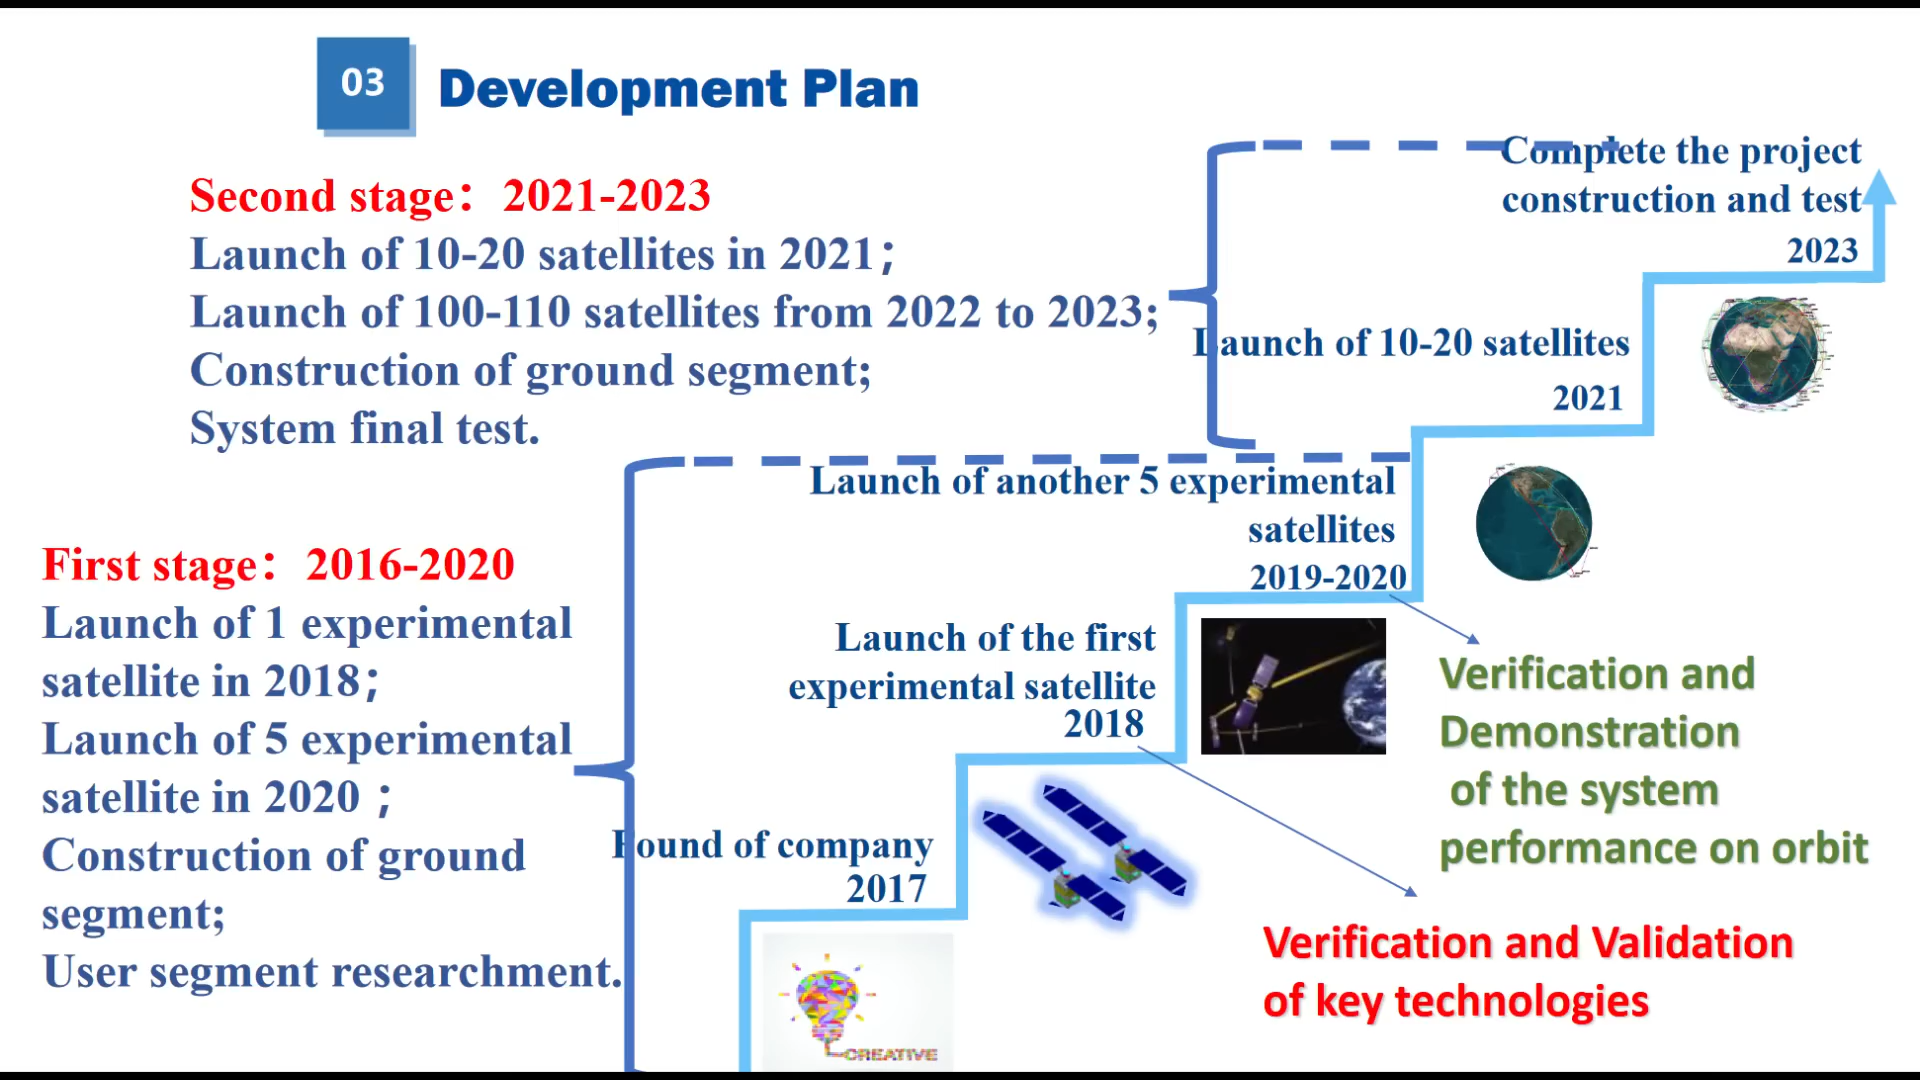 03
Development Plan
Second stage：2021-2023
Launch of 10-20 satellites in 2021；
Launch of 100-110 satellites from 2022 to 2023;
Construction of ground segment;
System final test.
First stage：2016-2020
Launch of 1 experimental
satellite in 2018；
Launch of 5 experimental
satellite in 2020；
Construction of ground
segment;
User segment researchment.
Complete the project
construction and test
2023
Launch of 10-20 satellites
2021
Launch of another 5 experimental
satellites
2019-2020
Launch of the first
experimental satellite
2018
Found of company
2017
CREATIVE
Verification and
Demonstration
of the system
performance on orbit
Verification and Validation
of key technologies